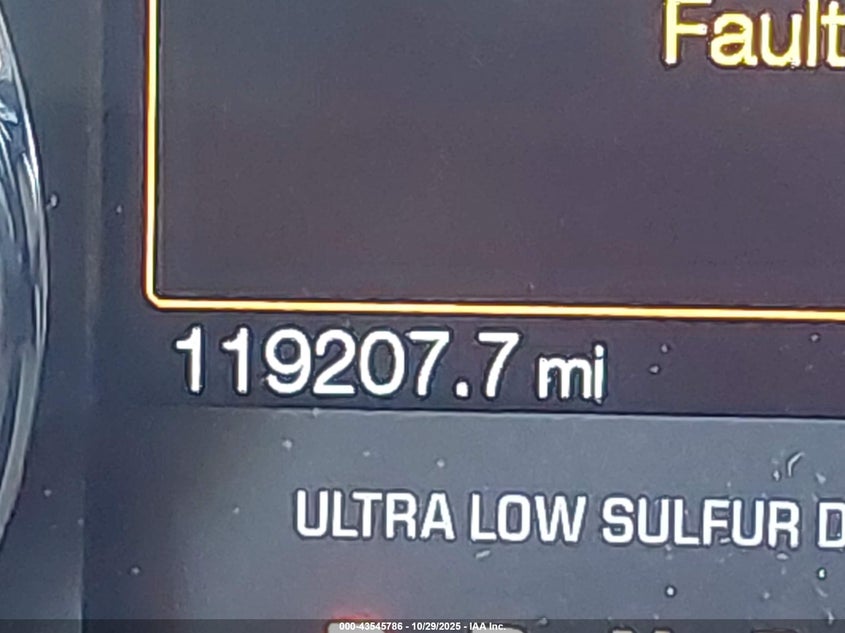 Fault
119207.7 mi
ULTRA LOW SULFUR D
000-43545786 - 10/29/2025 - IAA Inc.